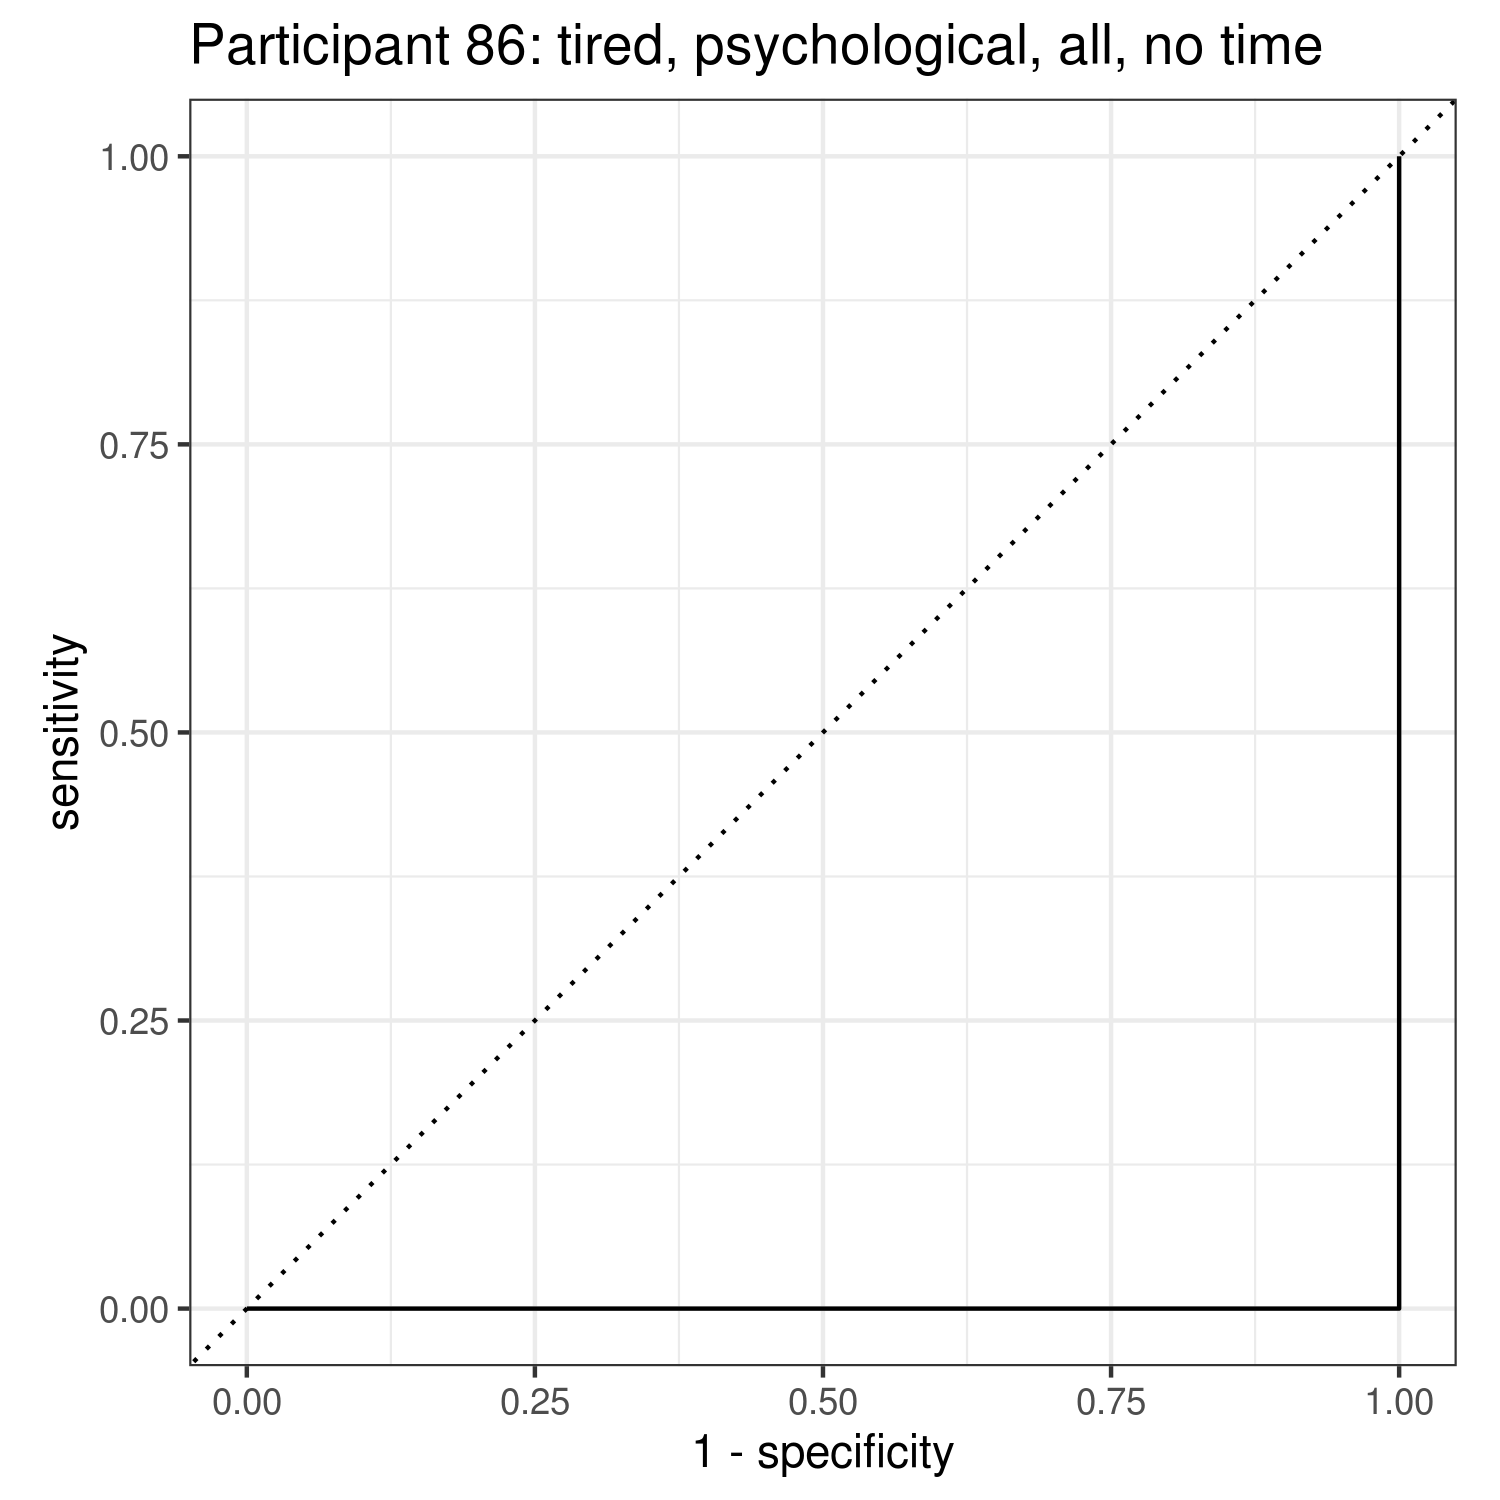 Participant 86: tired, psychological, all, no time
1.00
0.75
0.50
0.25
0.00
sensitivity
0.00 0.25 0.50 0.75 1.00
1 - specificity